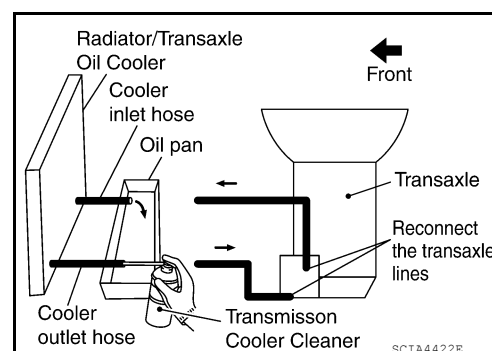 Radiator/Transaxle
Oil Cooler
Cooler
inlet hose
Oil pan
Front
Transaxle
Reconnect
the transaxle
lines
Cooler
outlet hose
Transmisson
Cooler Cleaner
SCIA4422E